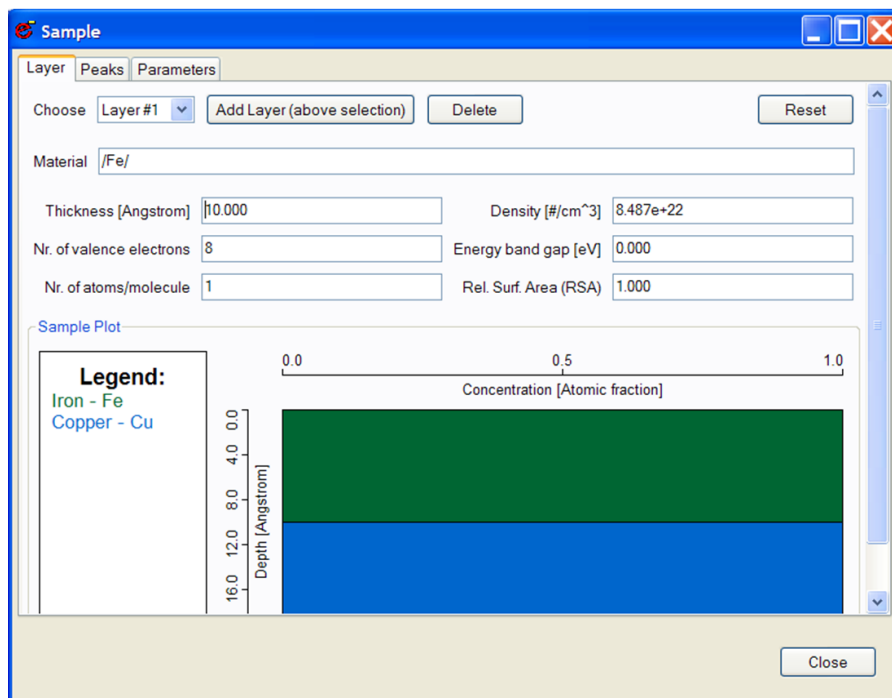 Sample
Layer Peaks Parameters
Choose Layer #1 Add Layer (above selection) Delete Reset
Material /Fe/
Thickness [Angstrom] 10.000 Density [#/cm^3] 8.487e+22
Nr. of valence electrons 8 Energy band gap [eV] 0.000
Nr. of atoms/molecule 1 Rel. Surf. Area (RSA) 1.000
Sample Plot
Legend:
Iron - Fe
Copper - Cu
0.0 0.5 1.0
Concentration [Atomic fraction]
0.0
4.0
8.0
12.0
16.0
Depth [Angstrom]
Close